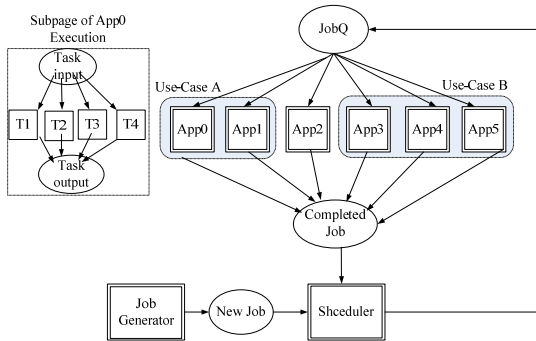 Subpage of App0
Execution
Task
input
T1
T2
T3
T4
Task
output
JobQ
Use-Case A
Use-Case B
App0
App1
App2
App3
App4
App5
Completed
Job
Job
Generator
New Job
Shceduler